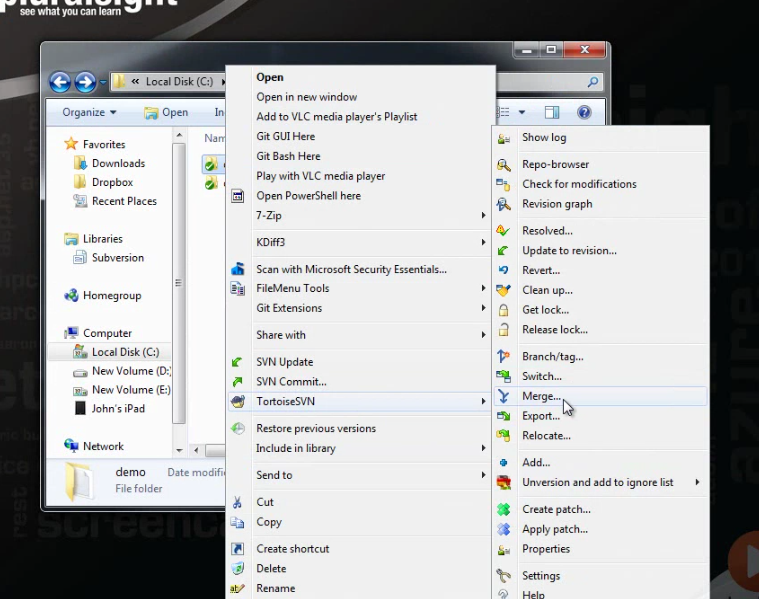 pluralsight
see what you can learn
Local Disk (C:)
Organize
Open
Favorites
Downloads
Dropbox
Recent Places
Libraries
Subversion
Homegroup
Computer
Local Disk (C:)
New Volume (D:
New Volume (E:)
John's iPad
Network
demo
Date modifi
File folder
Open
Open in new window
Add to VLC media player's Playlist
Git GUI Here
Git Bash Here
Play with VLC media player
Open PowerShell here
7-Zip
KDiff3
Scan with Microsoft Security Essentials...
FileMenu Tools
Git Extensions
Share with
SVN Update
SVN Commit...
TortoiseSVN
Restore previous versions
Include in library
Send to
Cut
Copy
Create shortcut
Delete
Rename
Show log
Repo-browser
Check for modifications
Revision graph
Resolved...
Update to revision...
Revert...
Clean up...
Get lock...
Release lock...
Branch/tag...
Switch...
Merge...
Export...
Relocate...
Add...
Unversion and add to ignore list
Create patch...
Apply patch...
Properties
Settings
Help